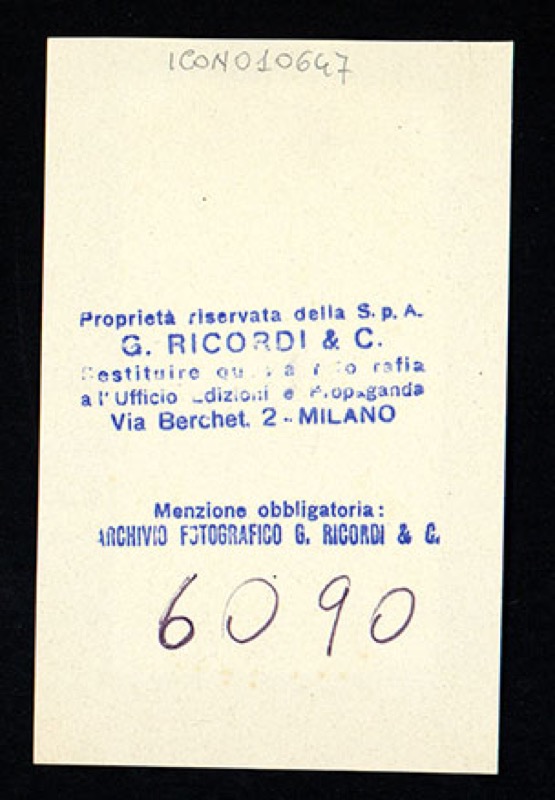 ICON010647
Proprietà riservata della S.p.A.
G. RICORDI & C.
Restituire
all'Ufficio Edizioni e Propaganda
Via Berchet, 2 - MILANO
Menzione obbligatoria:
ARCHIVIO FOTOGRAFICO G. RICORDI & C.
6090